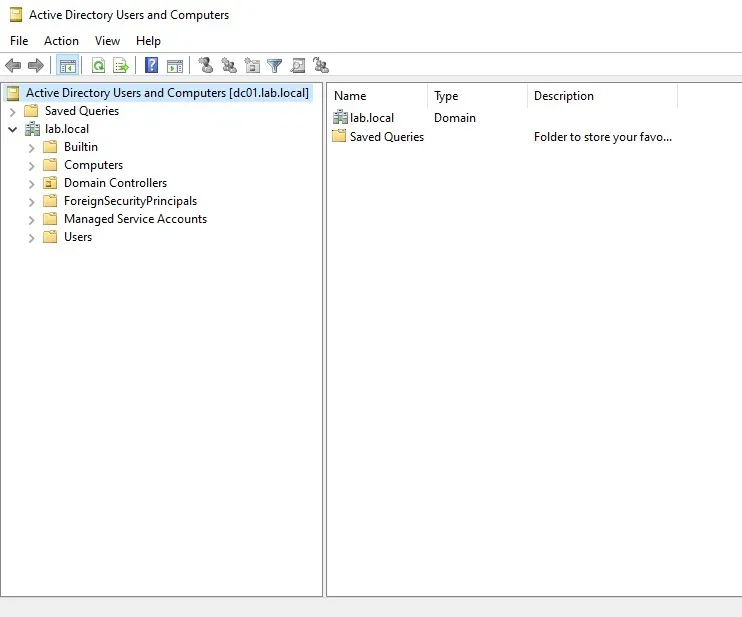 Active Directory Users and Computers
File Action View Help
Active Directory Users and Computers [dc01.lab.local]
Saved Queries
lab.local
Builtin
Computers
Domain Controllers
ForeignSecurityPrincipals
Managed Service Accounts
Users
Name Type Description
lab.local Domain
Saved Queries Folder to store your favo...